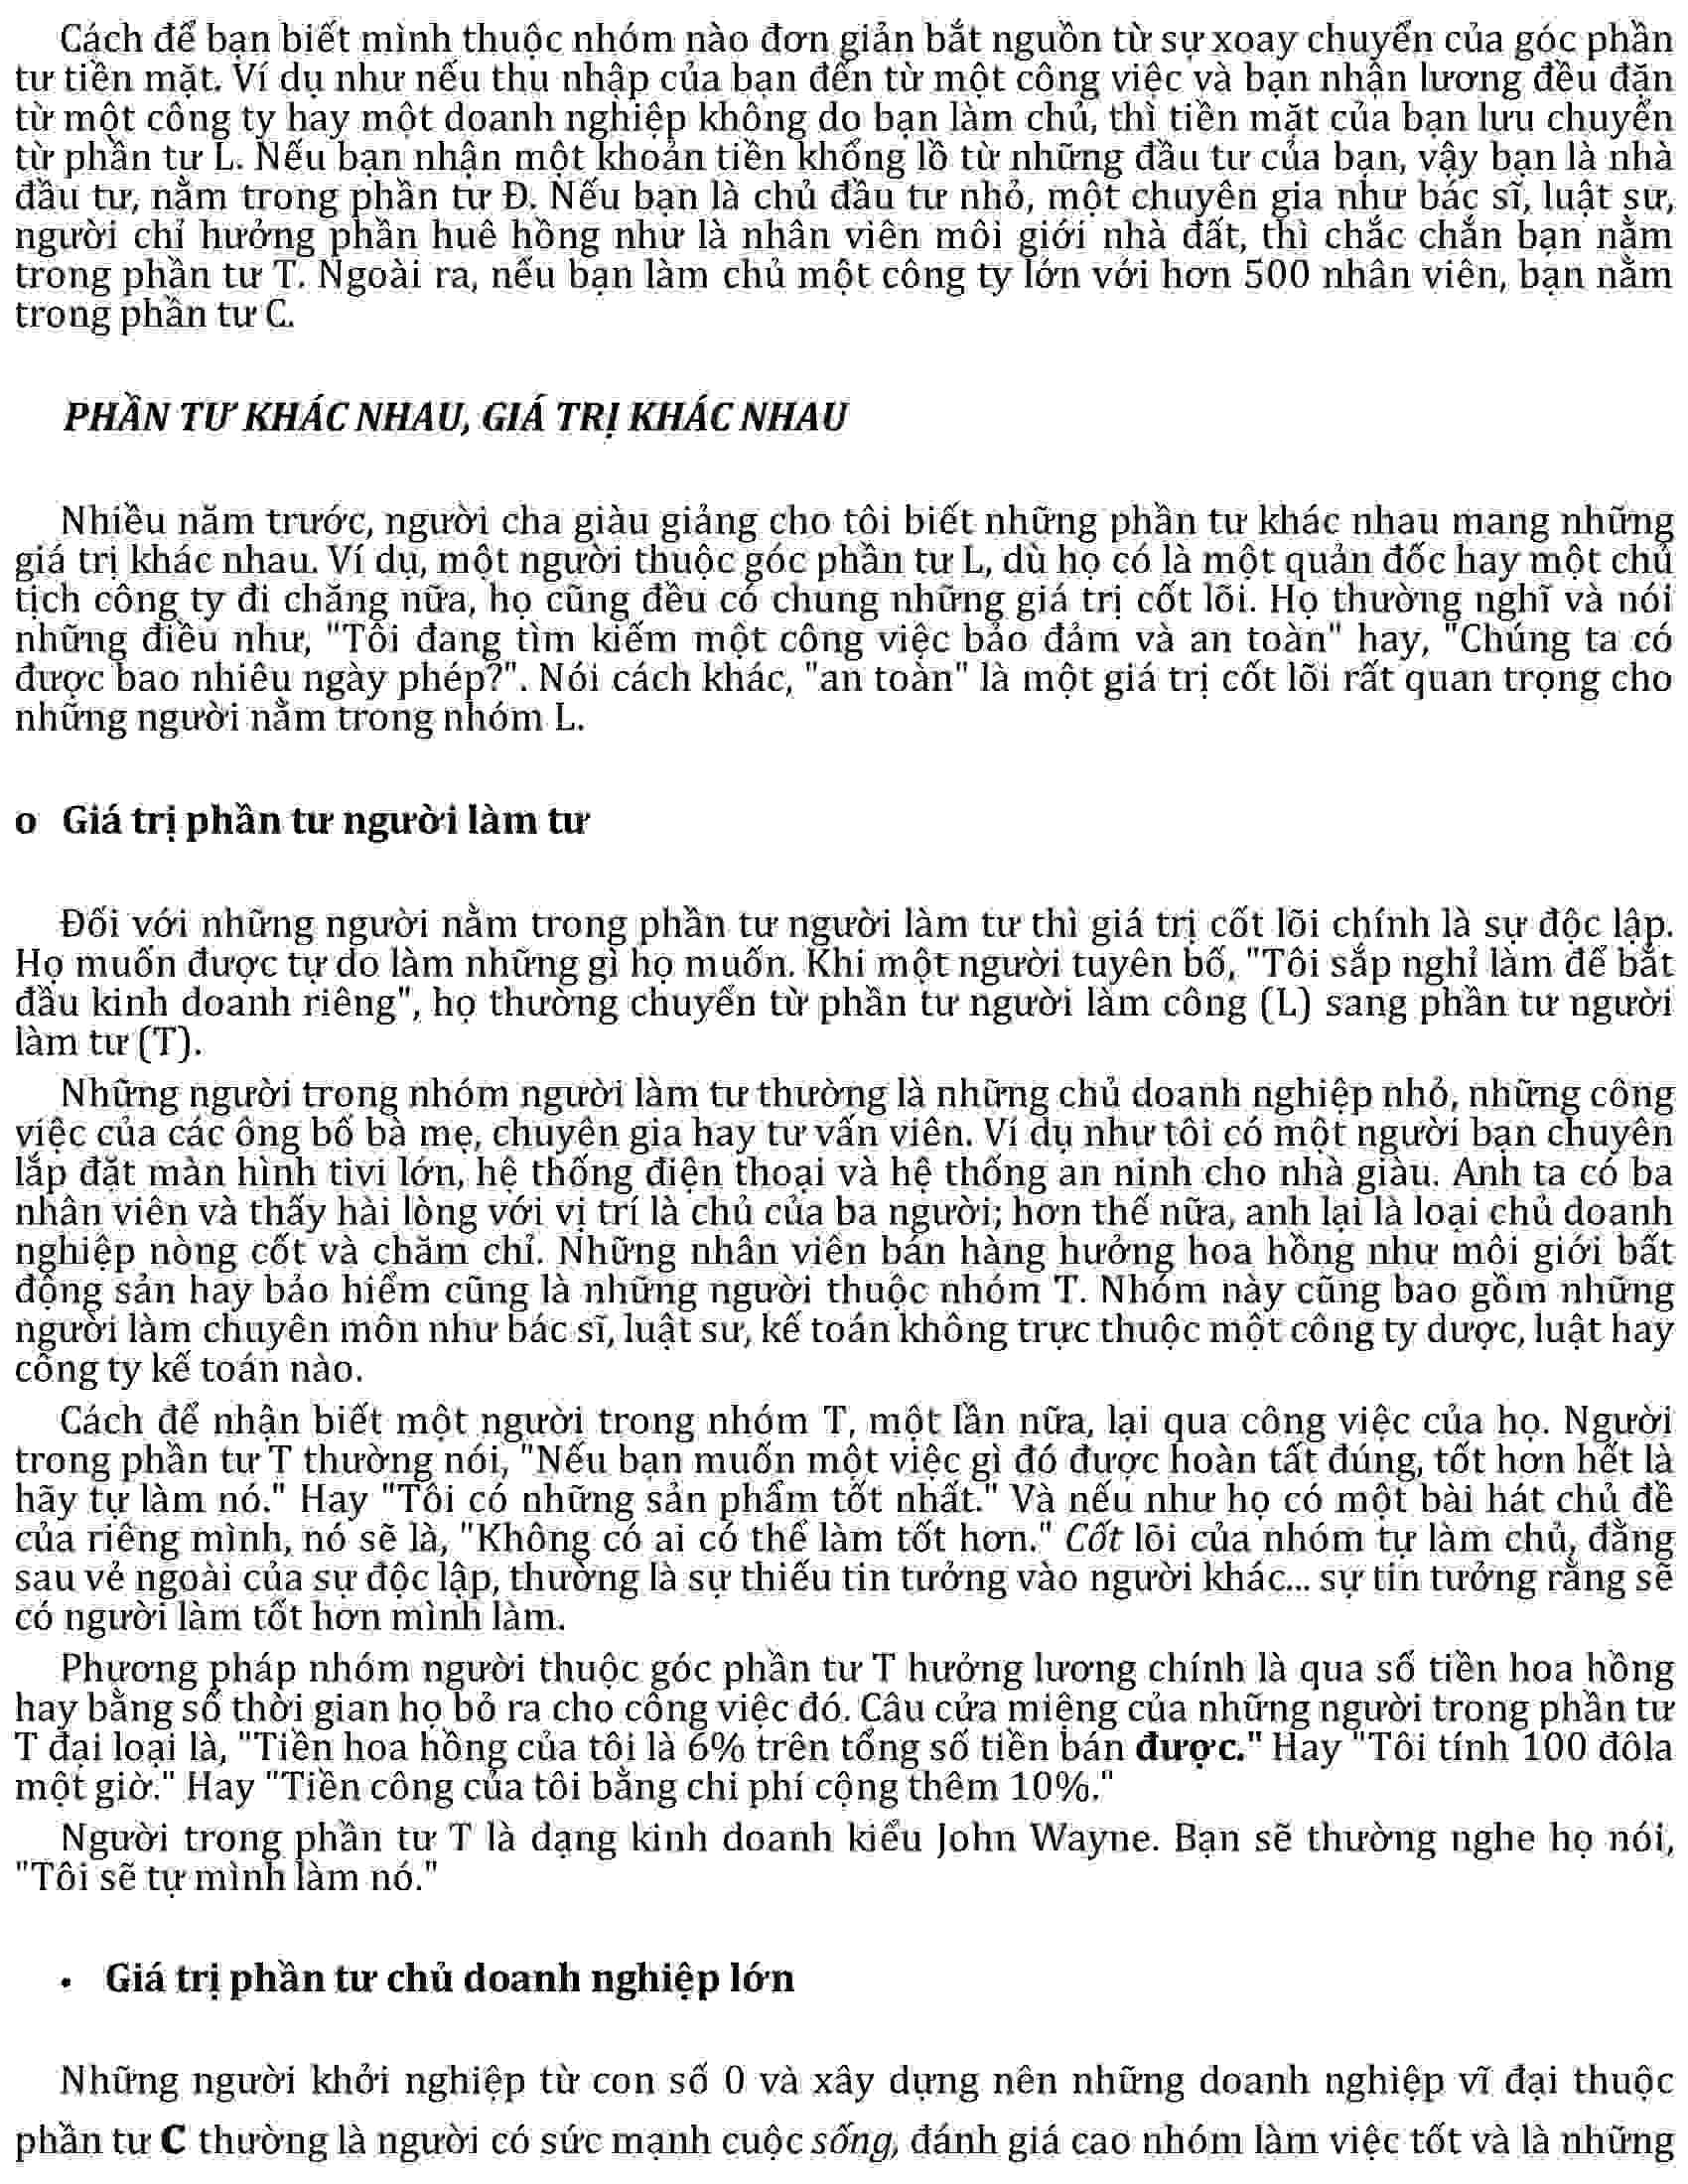 Cách để bạn biết mình thuộc nhóm nào đơn giản bắt nguồn từ sự xoay chuyển của góc phần
tư tiền mặt. Ví dụ như nếu thu nhập của bạn đến từ một công việc và bạn nhận lương đều đặn
từ một công ty hay một doanh nghiệp không do bạn làm chủ, thì tiền mặt của bạn lưu chuyển
từ phần tư L. Nếu bạn nhận một khoản tiền khổng lồ từ những đầu tư của bạn, vậy bạn là nhà
đầu tư, nằm trong phần tư Đ. Nếu bạn là chủ đầu tư nhỏ, một chuyên gia như bác sĩ, luật sư,
người chỉ hưởng phần huê hồng như là nhân viên môi giới nhà đất, thì chắc chắn bạn nằm
trong phần tư T. Ngoài ra, nếu bạn làm chủ một công ty lớn với hơn 500 nhân viên, bạn nằm
trong phần tư C.
PHẦN TƯ KHÁC NHAU, GIÁ TRỊ KHÁC NHAU
Nhiều năm trước, người cha giàu giảng cho tôi biết những phần tư khác nhau mang những
giá trị khác nhau. Ví dụ, một người thuộc góc phần tư L, dù họ có là một quản đốc hay một chủ
tịch công ty đi chăng nữa, họ cũng đều có chung những giá trị cốt lõi. Họ thường nghĩ và nói
những điều như, "Tôi đang tìm kiếm một công việc bảo đảm và an toàn" hay, "Chúng ta có
được bao nhiêu ngày phép?". Nói cách khác, "an toàn" là một giá trị cốt lõi rất quan trọng cho
những người nằm trong nhóm L.
o Giá trị phần tư người làm tư
Đối với những người nằm trong phần tư người làm tư thì giá trị cốt lõi chính là sự độc lập.
Họ muốn được tự do làm những gì họ muốn. Khi một người tuyên bố, "Tôi sắp nghỉ làm để bắt
đầu kinh doanh riêng", họ thường chuyển từ phần tư người làm công (L) sang phần tư người
làm tư (T).
Những người trong nhóm người làm tư thường là những chủ doanh nghiệp nhỏ, những công
việc của các ông bố bà mẹ, chuyên gia hay tư vấn viên. Ví dụ như tôi có một người bạn chuyên
lắp đặt màn hình tivi lớn, hệ thống điện thoại và hệ thống an ninh cho nhà giàu. Anh ta có ba
nhân viên và thấy hài lòng với vị trí là chủ của ba người; hơn thế nữa, anh lại là loại chủ doanh
nghiệp nòng cốt và chăm chỉ. Những nhân viên bán hàng hưởng hoa hồng như môi giới bất
động sản hay bảo hiểm cũng là những người thuộc nhóm T. Nhóm này cũng bao gồm những
người làm chuyên môn như bác sĩ, luật sư, kế toán không trực thuộc một công ty dược, luật hay
công ty kế toán nào.
Cách để nhận biết một người trong nhóm T, một lần nữa, lại qua công việc của họ. Người
trong phần tư T thường nói, "Nếu bạn muốn một việc gì đó được hoàn tất đúng, tốt hơn hết là
hãy tự làm nó." Hay "Tôi có những sản phẩm tốt nhất." Và nếu như họ có một bài hát chủ đề
của riêng mình, nó sẽ là, "Không có ai có thể làm tốt hơn." Cốt lõi của nhóm tự làm chủ, đằng
sau vẻ ngoài của sự độc lập, thường là sự thiếu tin tưởng vào người khác... sự tin tưởng rằng sẽ
có người làm tốt hơn mình làm.
Phương pháp nhóm người thuộc góc phần tư T hưởng lương chính là qua số tiền hoa hồng
hay bằng số thời gian họ bỏ ra cho công việc đó. Câu cửa miệng của những người trong phần tư
T đại loại là, "Tiền hoa hồng của tôi là 6% trên tổng số tiền bán được." Hay "Tôi tính 100 đôla
một giờ." Hay "Tiền công của tôi bằng chi phí cộng thêm 10%."
Người trong phần tư T là dạng kinh doanh kiểu John Wayne. Bạn sẽ thường nghe họ nói,
"Tôi sẽ tự mình làm nó."
• Giá trị phần tư chủ doanh nghiệp lớn
Những người khởi nghiệp từ con số 0 và xây dựng nên những doanh nghiệp vĩ đại thuộc
phần tư C thường là người có sức mạnh cuộc sống, đánh giá cao nhóm làm việc tốt và là những